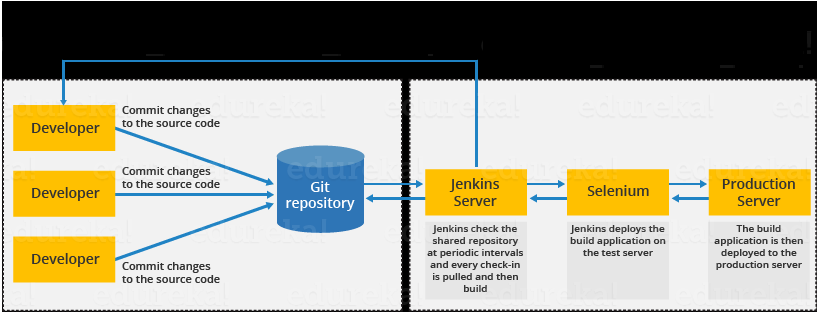 Developer
Commit changes
to the source code
Developer
Commit changes
to the source code
Developer
Commit changes
to the source code
Git
repository
Jenkins
Server
Jenkins check the
shared repository
at periodic intervals
and every check-in
is pulled and then
build
Selenium
Jenkins deploys the
build application on
the test server
Production
Server
The build
application is then
deployed to the
production server
edureka!